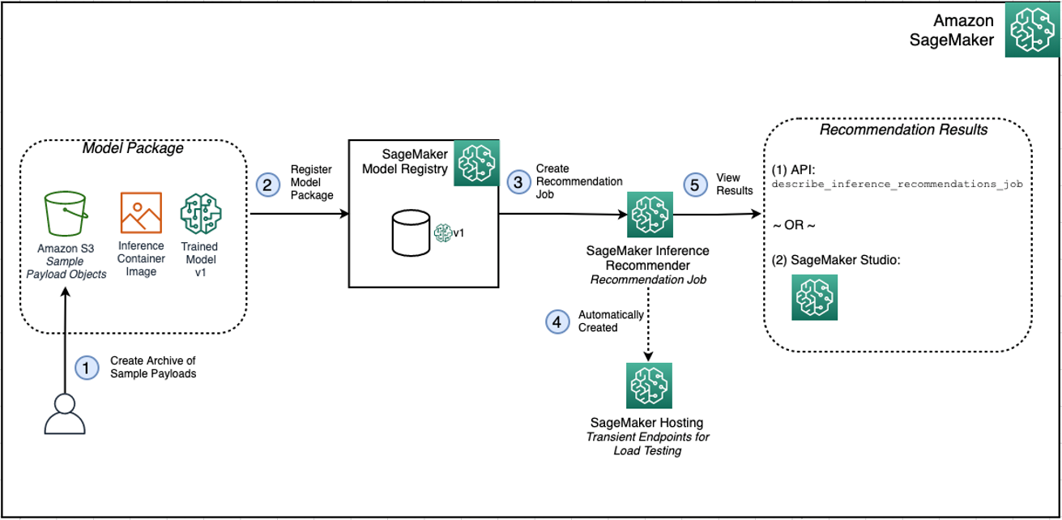 Amazon
SageMaker
Model Package
Amazon S3
Sample
Payload Objects
Inference
Container
Image
Trained
Model
v1
1
Create Archive of
Sample Payloads
2
Register
Model
Package
SageMaker
Model Registry
v1
3
Create
Recommendation
Job
SageMaker Inference
Recommender
Recommendation Job
4
Automatically
Created
SageMaker Hosting
Transient Endpoints for
Load Testing
5
View
Results
Recommendation Results
(1) API:
describe_inference_recommendations_job
~ OR ~
(2) SageMaker Studio: